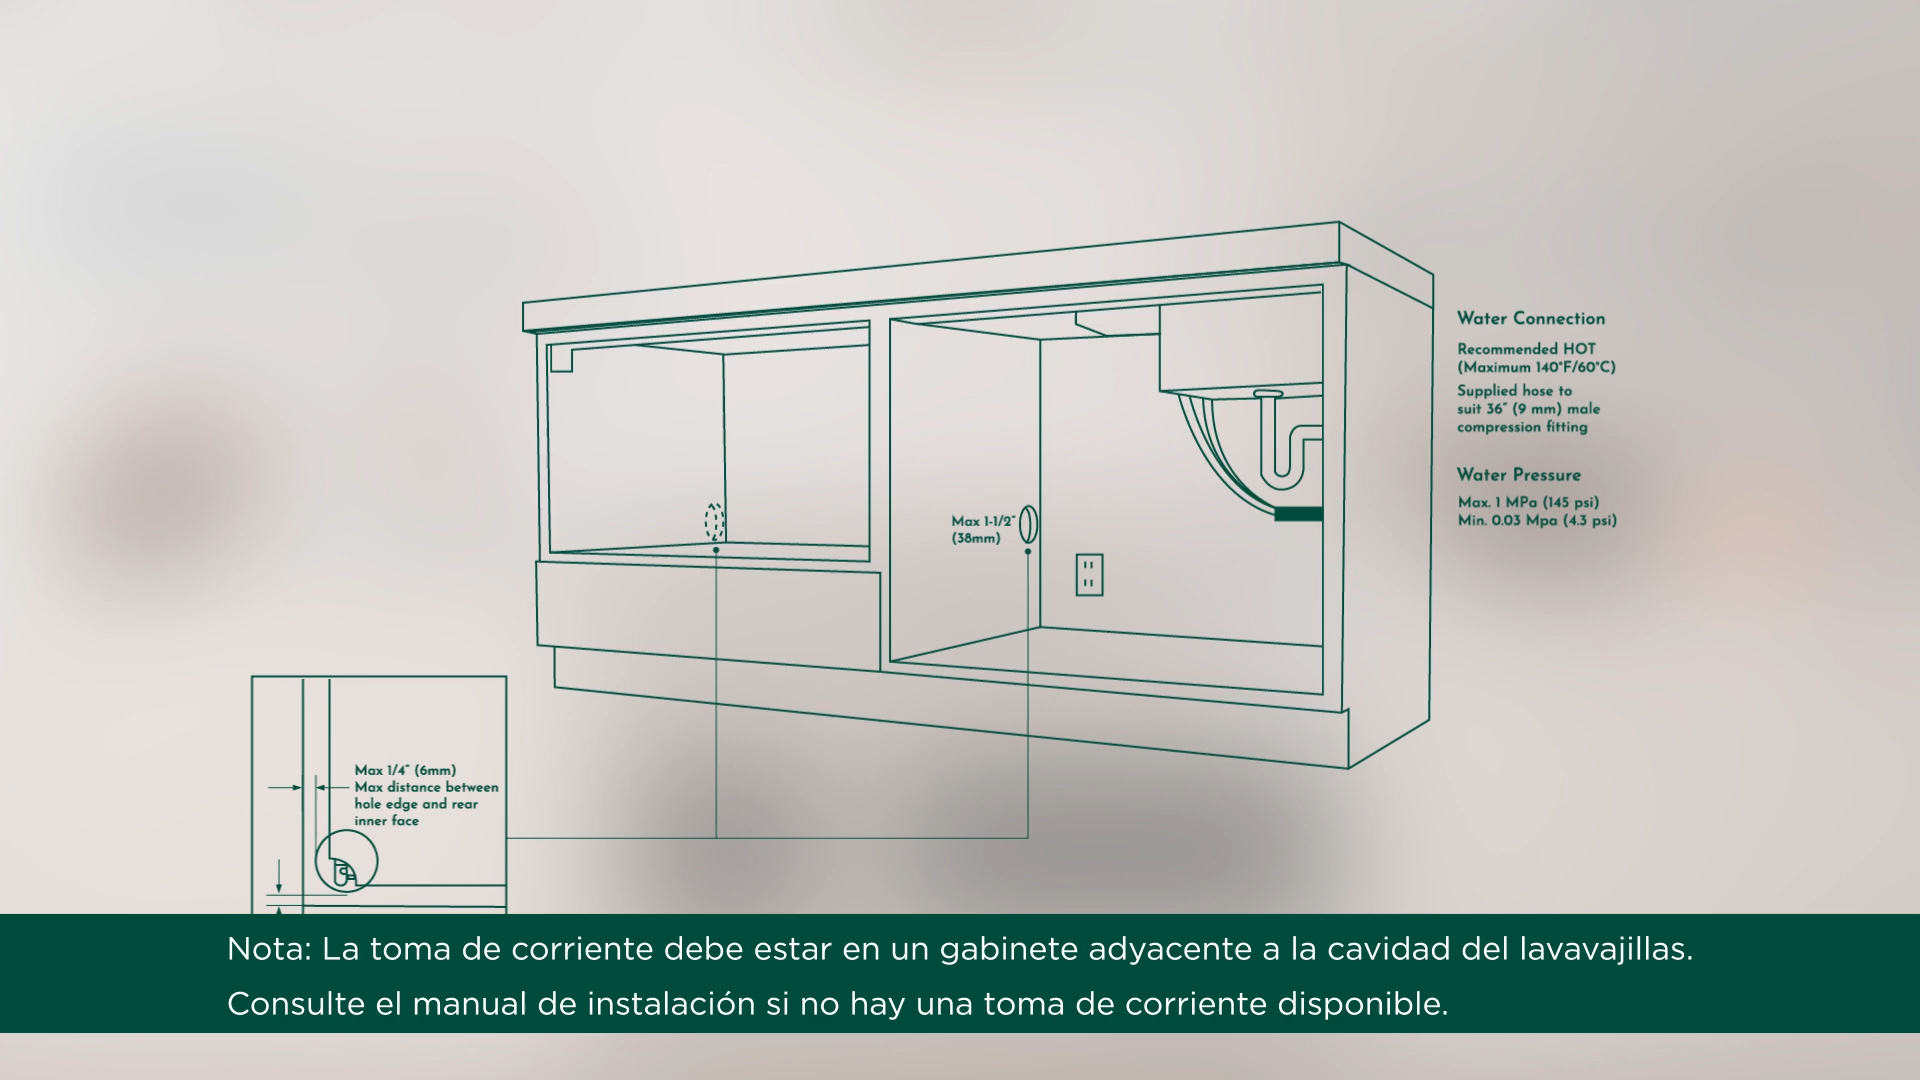 Water Connection
Recommended HOT
(Maximum 140°F/60°C)
Supplied hose to
suit 36" (9 mm) male
compression fitting
Water Pressure
Max. 1 MPa (145 psi)
Min. 0.03 Mpa (4.3 psi)
Max 1-1/2"
(38mm)
Max 1/4" (6mm)
Max distance between
hole edge and rear
inner face
Nota: La toma de corriente debe estar en un gabinete adyacente a la cavidad del lavavajillas.
Consulte el manual de instalación si no hay una toma de corriente disponible.